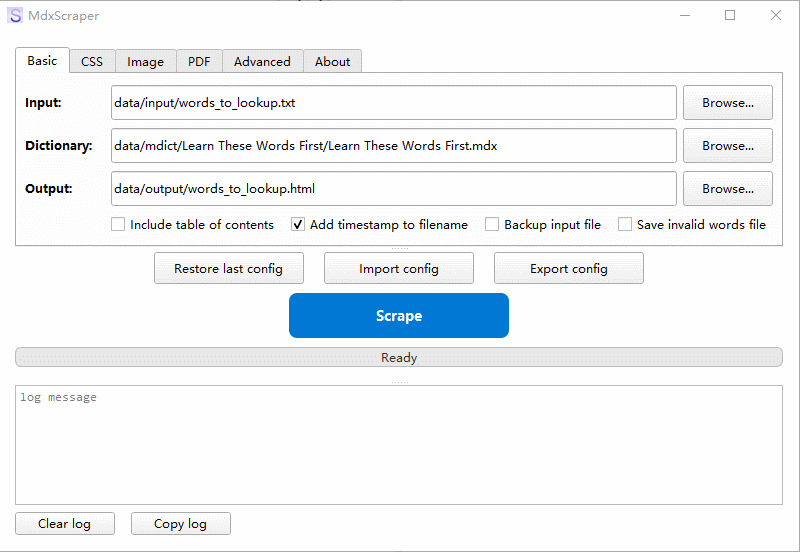 MdxScraper
Basic CSS Image PDF Advanced About
Input: data/input/words_to_lookup.txt Browse...
Dictionary: data/mdict/Learn These Words First/Learn These Words First.mdx Browse...
Output: data/output/words_to_lookup.html Browse...
Include table of contents Add timestamp to filename Backup input file Save invalid words file
Restore last config Import config Export config
Scrape
Ready
log message
Clear log Copy log